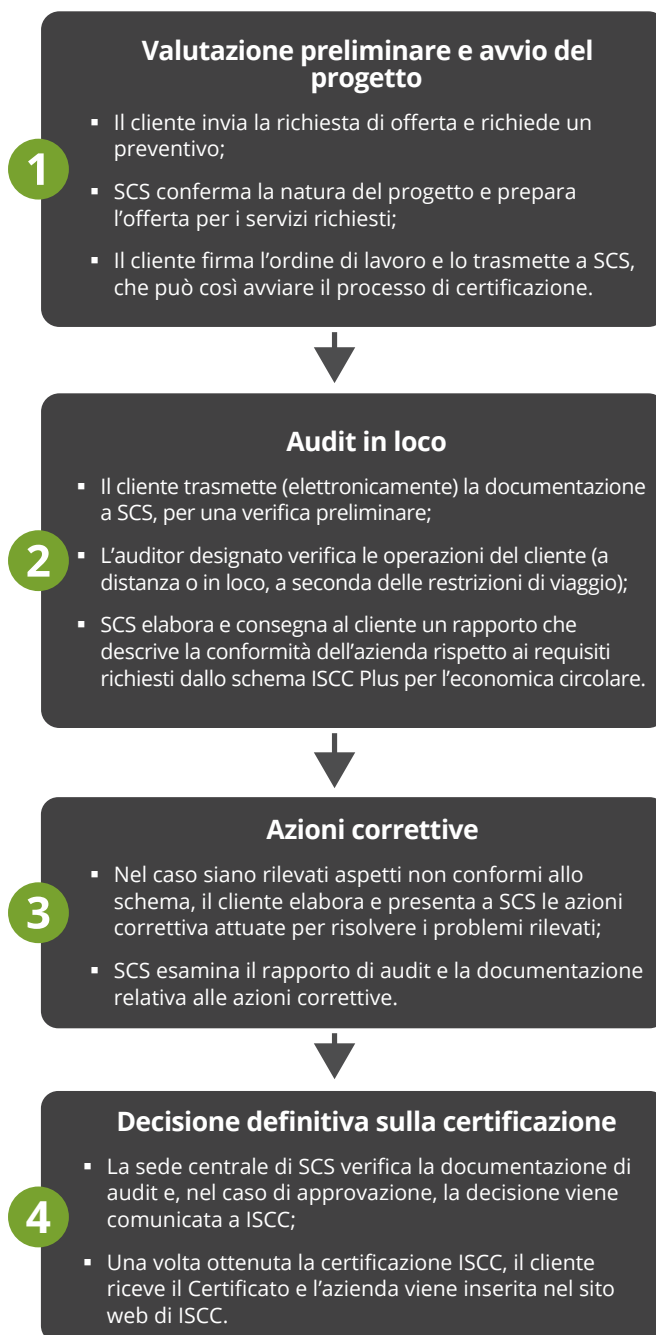 Valutazione preliminare e avvio del
progetto
1
▪ Il cliente invia la richiesta di offerta e richiede un
preventivo;
▪ SCS conferma la natura del progetto e prepara
l’offerta per i servizi richiesti;
▪ Il cliente firma l’ordine di lavoro e lo trasmette a SCS,
che può così avviare il processo di certificazione.
Audit in loco
2
▪ Il cliente trasmette (elettronicamente) la documentazione
a SCS, per una verifica preliminare;
▪ L’auditor designato verifica le operazioni del cliente (a
distanza o in loco, a seconda delle restrizioni di viaggio);
▪ SCS elabora e consegna al cliente un rapporto che
descrive la conformità dell’azienda rispetto ai requisiti
richiesti dallo schema ISCC Plus per l’economica circolare.
Azioni correttive
3
▪ Nel caso siano rilevati aspetti non conformi allo
schema, il cliente elabora e presenta a SCS le azioni
correttiva attuate per risolvere i problemi rilevati;
▪ SCS esamina il rapporto di audit e la documentazione
relativa alle azioni correttive.
Decisione definitiva sulla certificazione
4
▪ La sede centrale di SCS verifica la documentazione di
audit e, nel caso di approvazione, la decisione viene
comunicata a ISCC;
▪ Una volta ottenuta la certificazione ISCC, il cliente
riceve il Certificato e l’azienda viene inserita nel sito
web di ISCC.